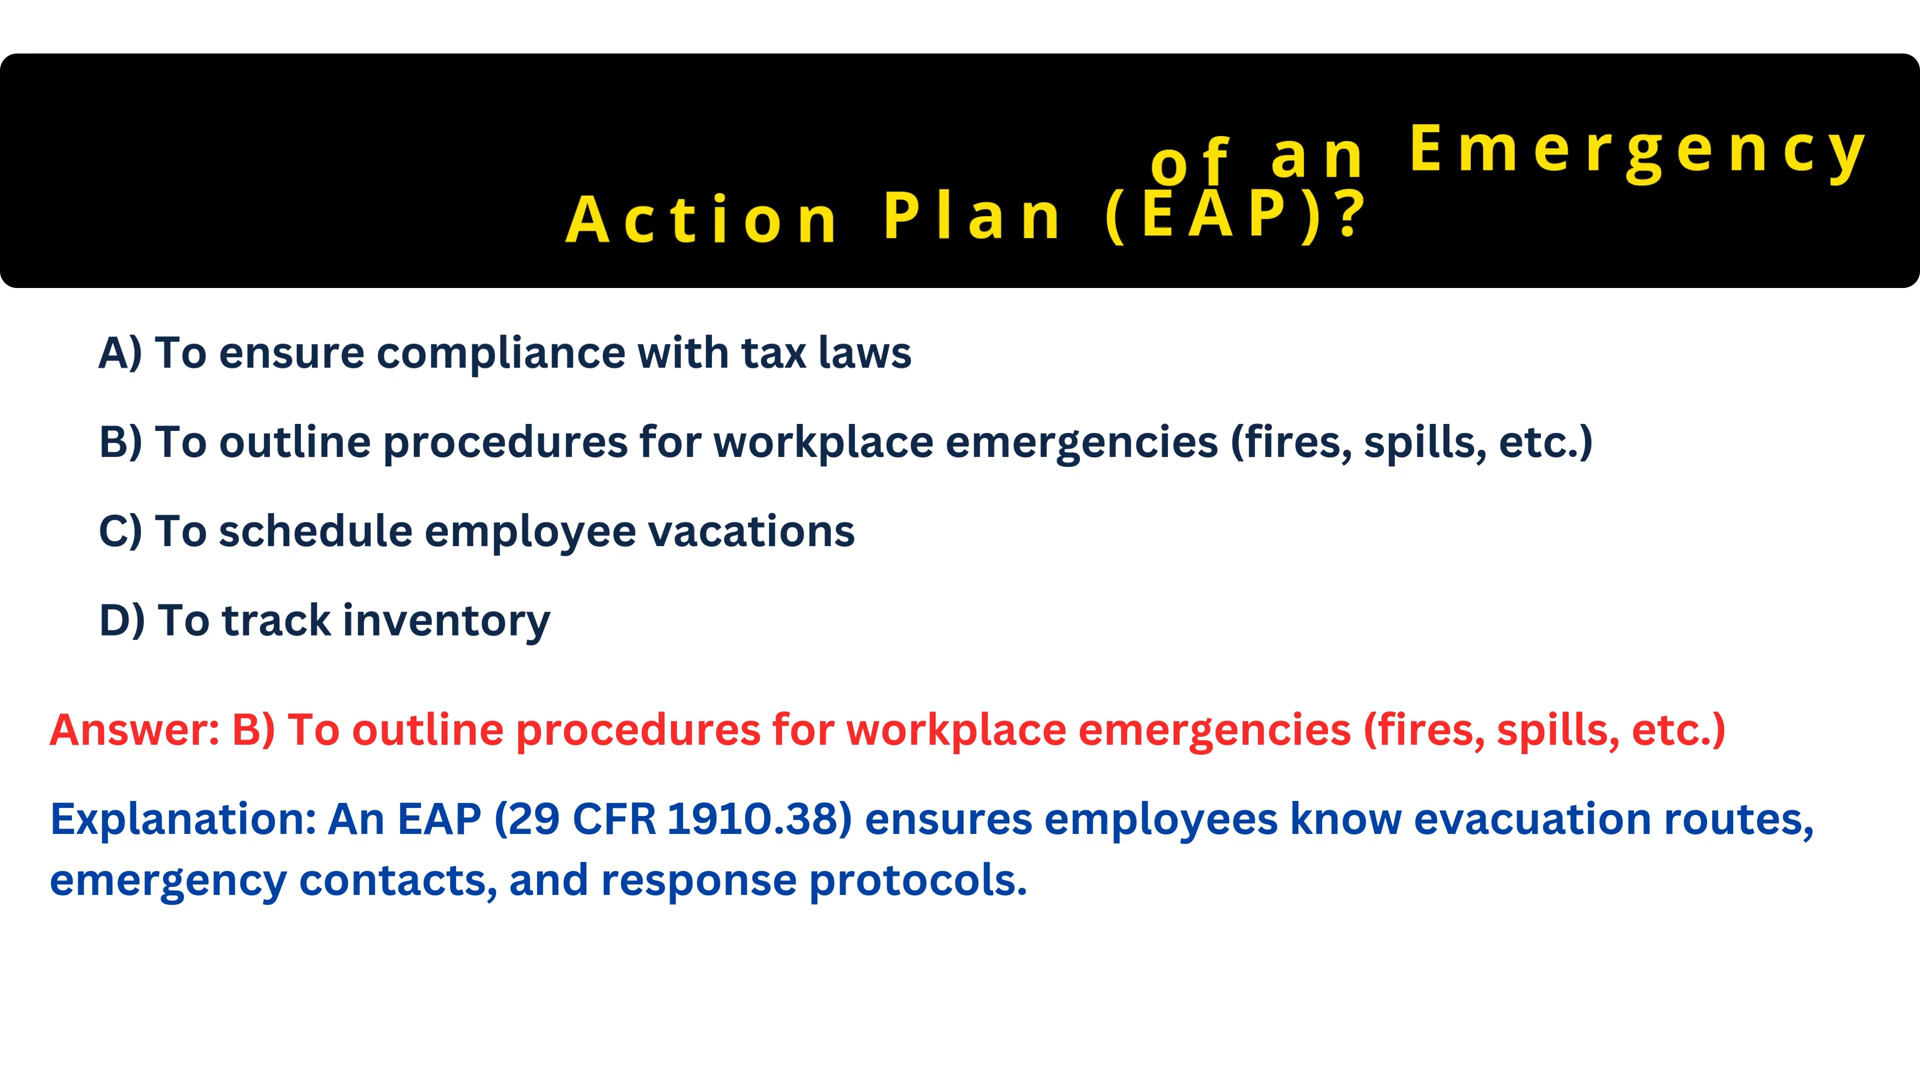 of an Emergency
Action Plan (EAP)?
A) To ensure compliance with tax laws
B) To outline procedures for workplace emergencies (fires, spills, etc.)
C) To schedule employee vacations
D) To track inventory
Answer: B) To outline procedures for workplace emergencies (fires, spills, etc.)
Explanation: An EAP (29 CFR 1910.38) ensures employees know evacuation routes,
emergency contacts, and response protocols.